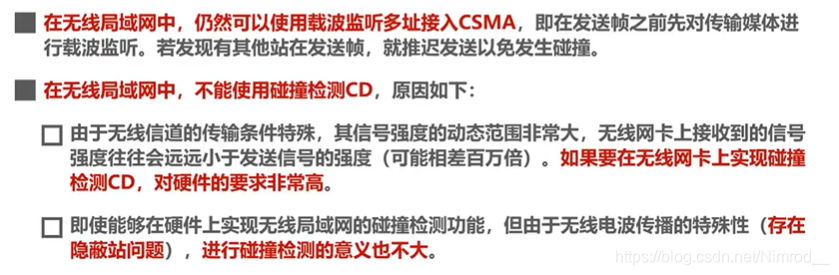 在无线局域网中，仍然可以使用载波监听多址接入CSMA，即在发送帧之前先对传输媒体进
行载波监听。若发现有其他站在发送帧，就推迟发送以免发生碰撞。
在无线局域网中，不能使用碰撞检测CD，原因如下：
由于无线信道的传输条件特殊，其信号强度的动态范围非常大，无线网卡上接收到的信号
强度往往会远远小于发送信号的强度（可能相差百万倍）。如果要在无线网卡上实现碰撞
检测CD，对硬件的要求非常高。
即使能够在硬件上实现无线局域网的碰撞检测功能，但由于无线电波传播的特殊性（存在
隐蔽站问题），进行碰撞检测的意义也不大。
https://blog.csdn.net/Nimrod__